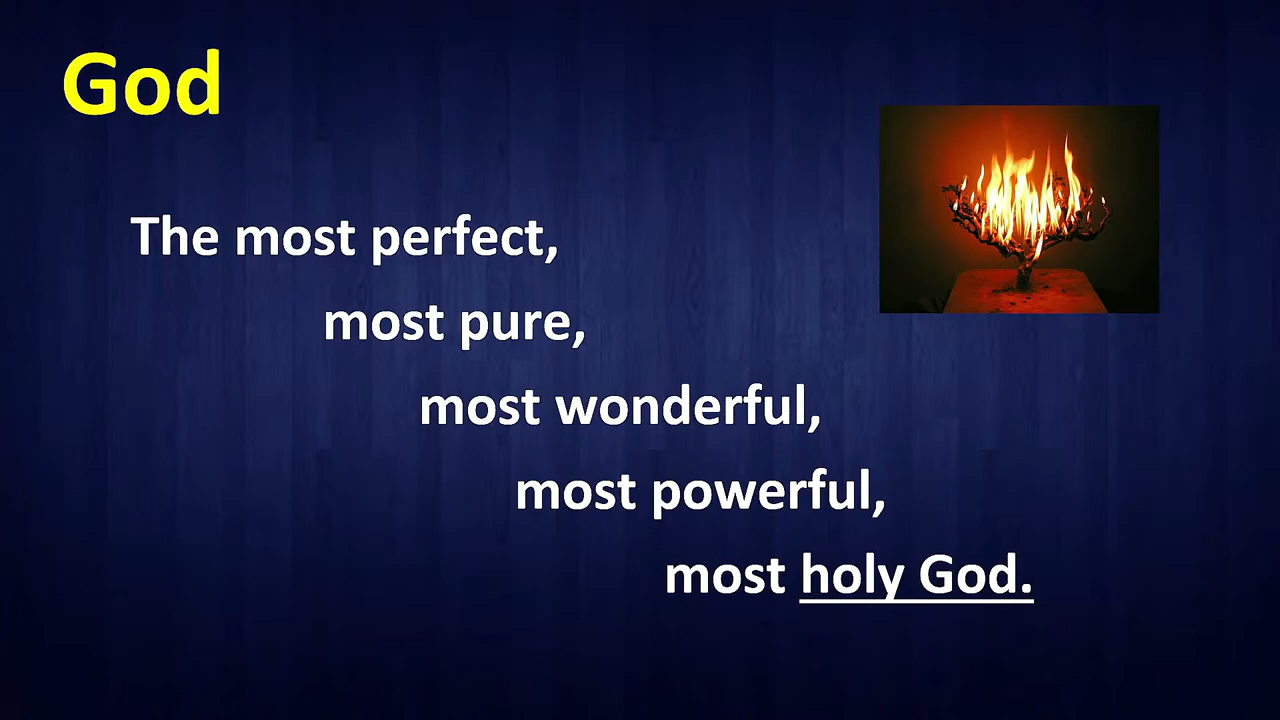 God
The most perfect,
most pure,
most wonderful,
most powerful,
most holy God.